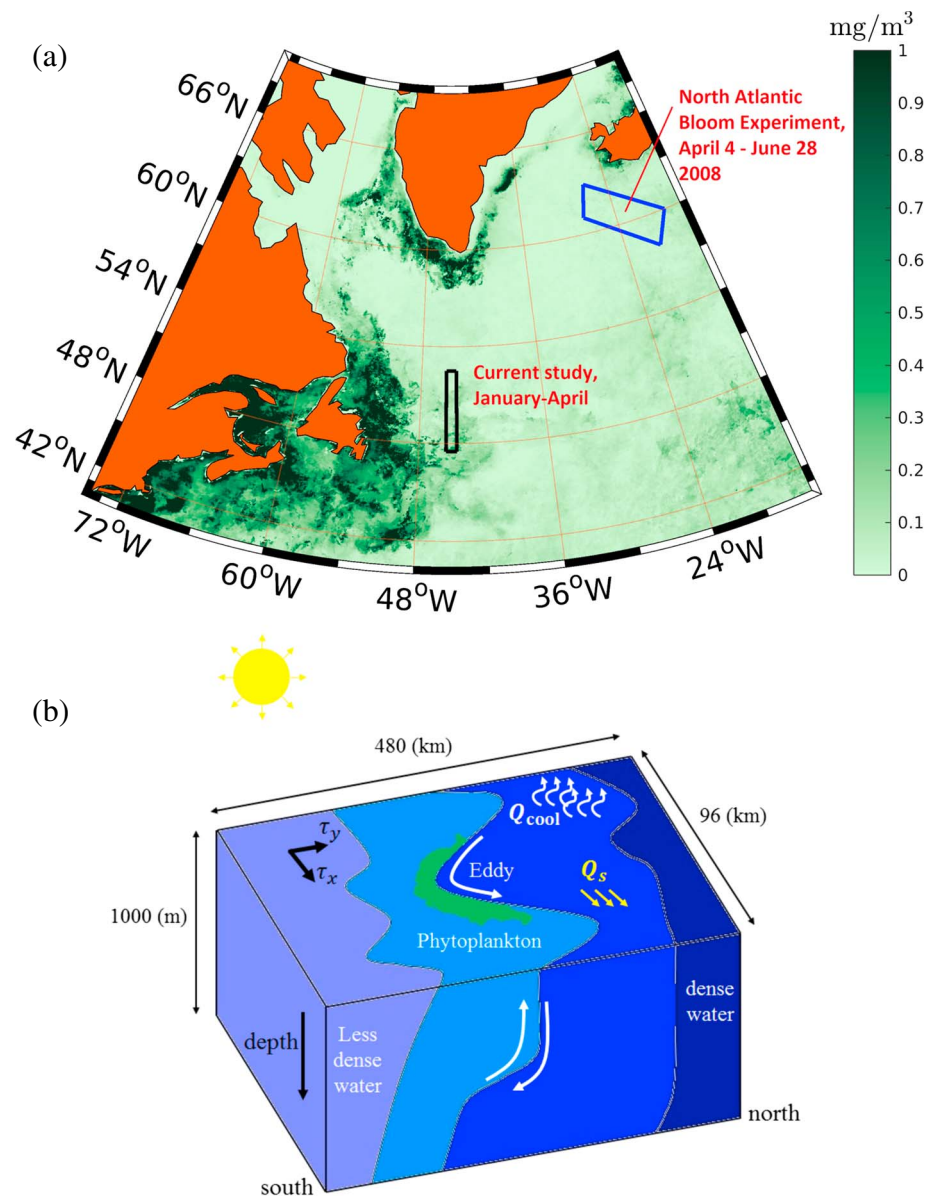 (a)
mg/m³
1
0.9
0.8
0.7
0.6
0.5
0.4
0.3
0.2
0.1
0
66°N
60°N
54°N
48°N
42°N
72°W
60°W
48°W
36°W
24°W
North Atlantic
Bloom Experiment,
April 4 - June 28
2008
Current study,
January-April
(b)
480 (km)
96 (km)
1000 (m)
τy
τx
Qcool
Eddy
Qs
Phytoplankton
depth
Less
dense
water
dense
water
north
south